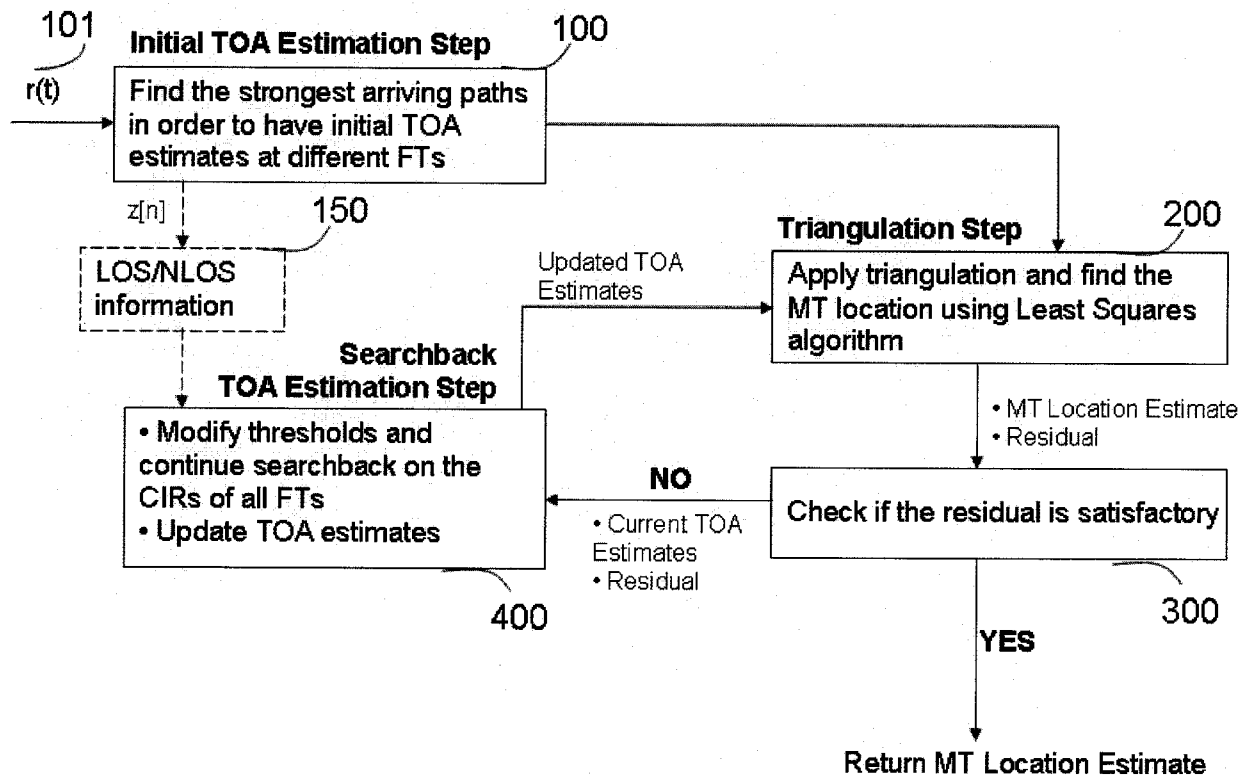 101
Initial TOA Estimation Step
100
r(t)
Find the strongest arriving paths
in order to have initial TOA
estimates at different FTs
z[n]
150
LOS/NLOS
information
Triangulation Step
200
Updated TOA
Estimates
Apply triangulation and find the
MT location using Least Squares
algorithm
Searchback
TOA Estimation Step
• Modify thresholds and
continue searchback on the
CIRs of all FTs
• Update TOA estimates
400
• MT Location Estimate
• Residual
NO
• Current TOA
Estimates
• Residual
Check if the residual is satisfactory
300
YES
Return MT Location Estimate